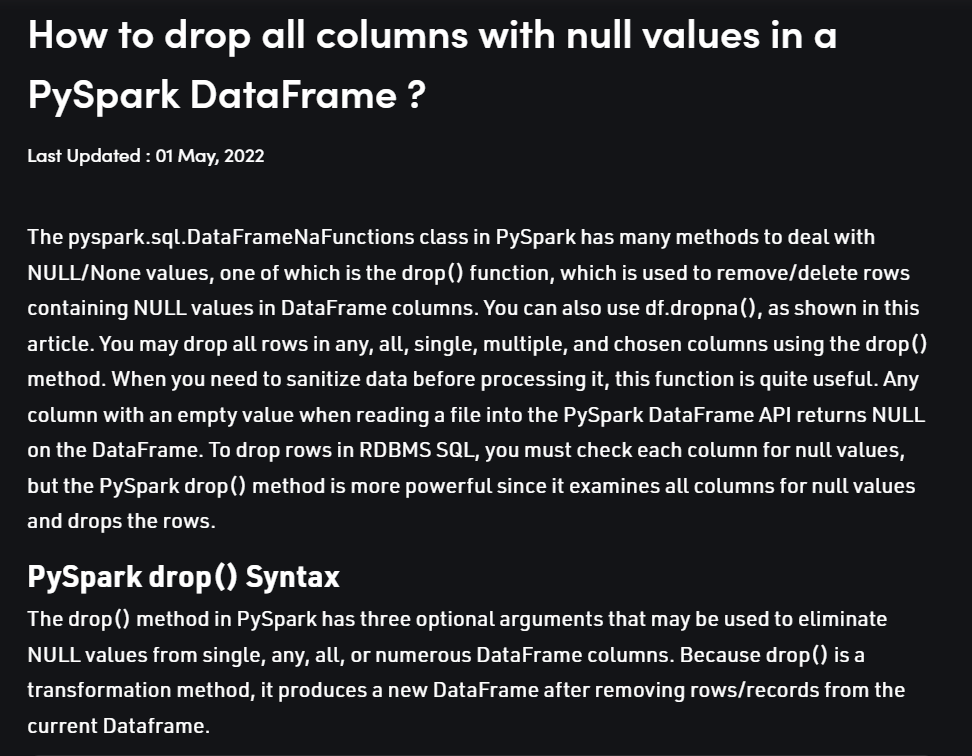 How to drop all columns with null values in a
PySpark DataFrame ?
Last Updated : 01 May, 2022
The pyspark.sql.DataFrameNaFunctions class in PySpark has many methods to deal with
NULL/None values, one of which is the drop() function, which is used to remove/delete rows
containing NULL values in DataFrame columns. You can also use df.dropna(), as shown in this
article. You may drop all rows in any, all, single, multiple, and chosen columns using the drop()
method. When you need to sanitize data before processing it, this function is quite useful. Any
column with an empty value when reading a file into the PySpark DataFrame API returns NULL
on the DataFrame. To drop rows in RDBMS SQL, you must check each column for null values,
but the PySpark drop() method is more powerful since it examines all columns for null values
and drops the rows.
PySpark drop() Syntax
The drop() method in PySpark has three optional arguments that may be used to eliminate
NULL values from single, any, all, or numerous DataFrame columns. Because drop() is a
transformation method, it produces a new DataFrame after removing rows/records from the
current Dataframe.